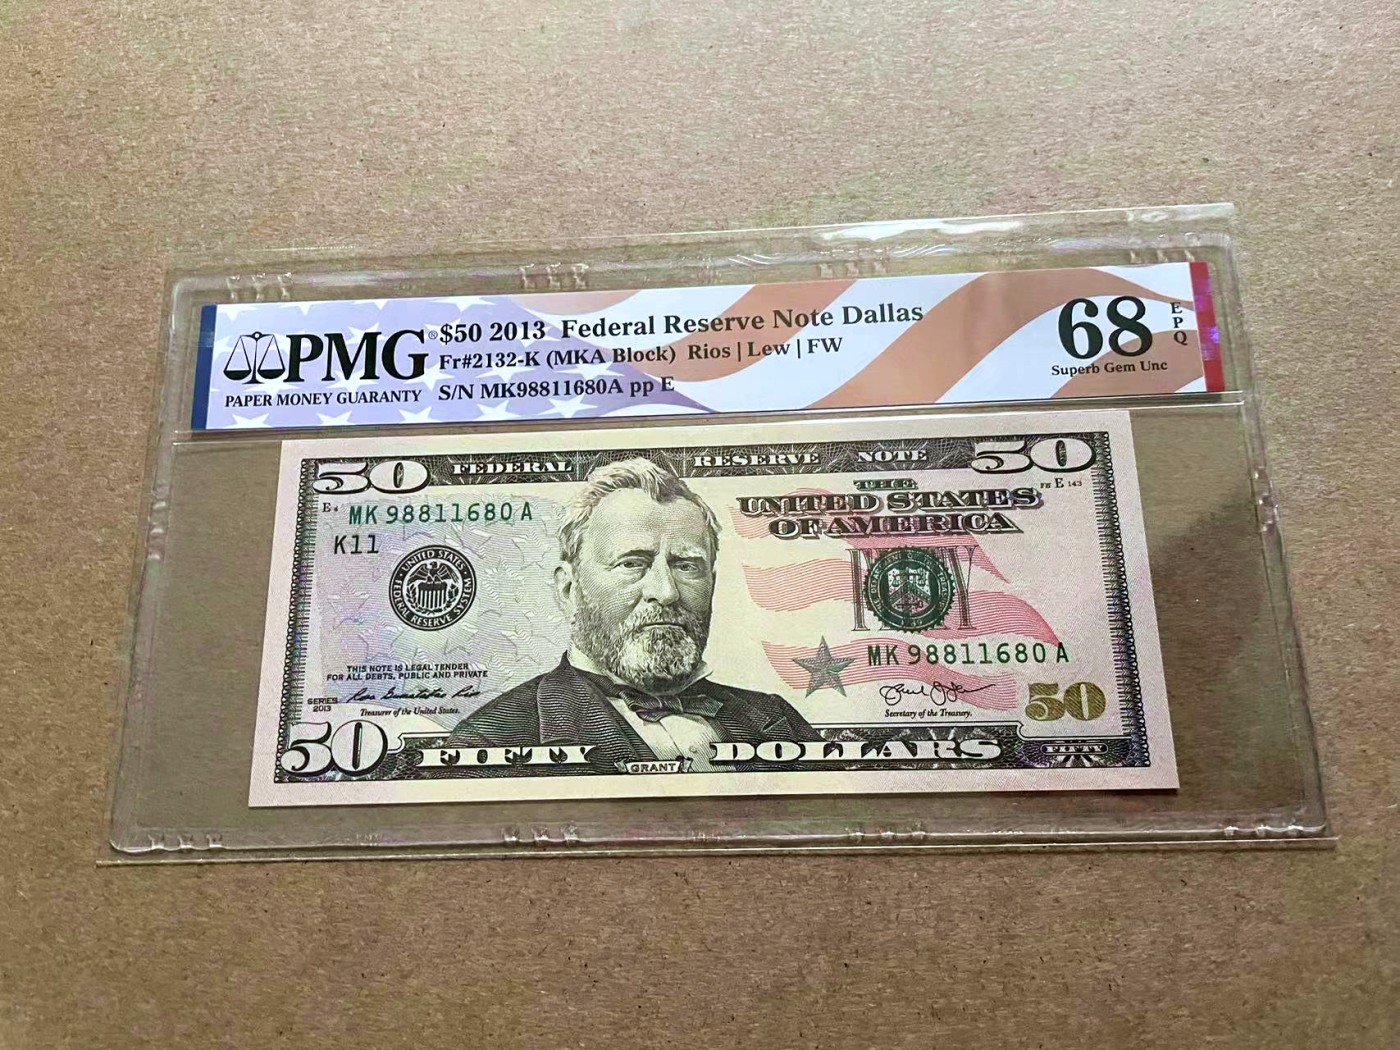 PMG®
PAPER MONEY GUARANTY
$50 2013 Federal Reserve Note Dallas
Fr#2132-K (MKA Block) Rios | Lew | FW
S/N MK98811680A pp E
68
EPQ
Superb Gem Unc
50 FEDERAL RESERVE NOTE 50
E4 FW E 143
MK 98811680 A
K11
THE
UNITED STATES
OF AMERICA
UNITED STATES
FEDERAL RESERVE SYSTEM
THIS NOTE IS LEGAL TENDER
FOR ALL DEBTS, PUBLIC AND PRIVATE
MK 98811680 A
SERIES
2013
Treasurer of the United States.
Secretary of the Treasury.
50
50 FIFTY DOLLARS FIFTY
GRANT